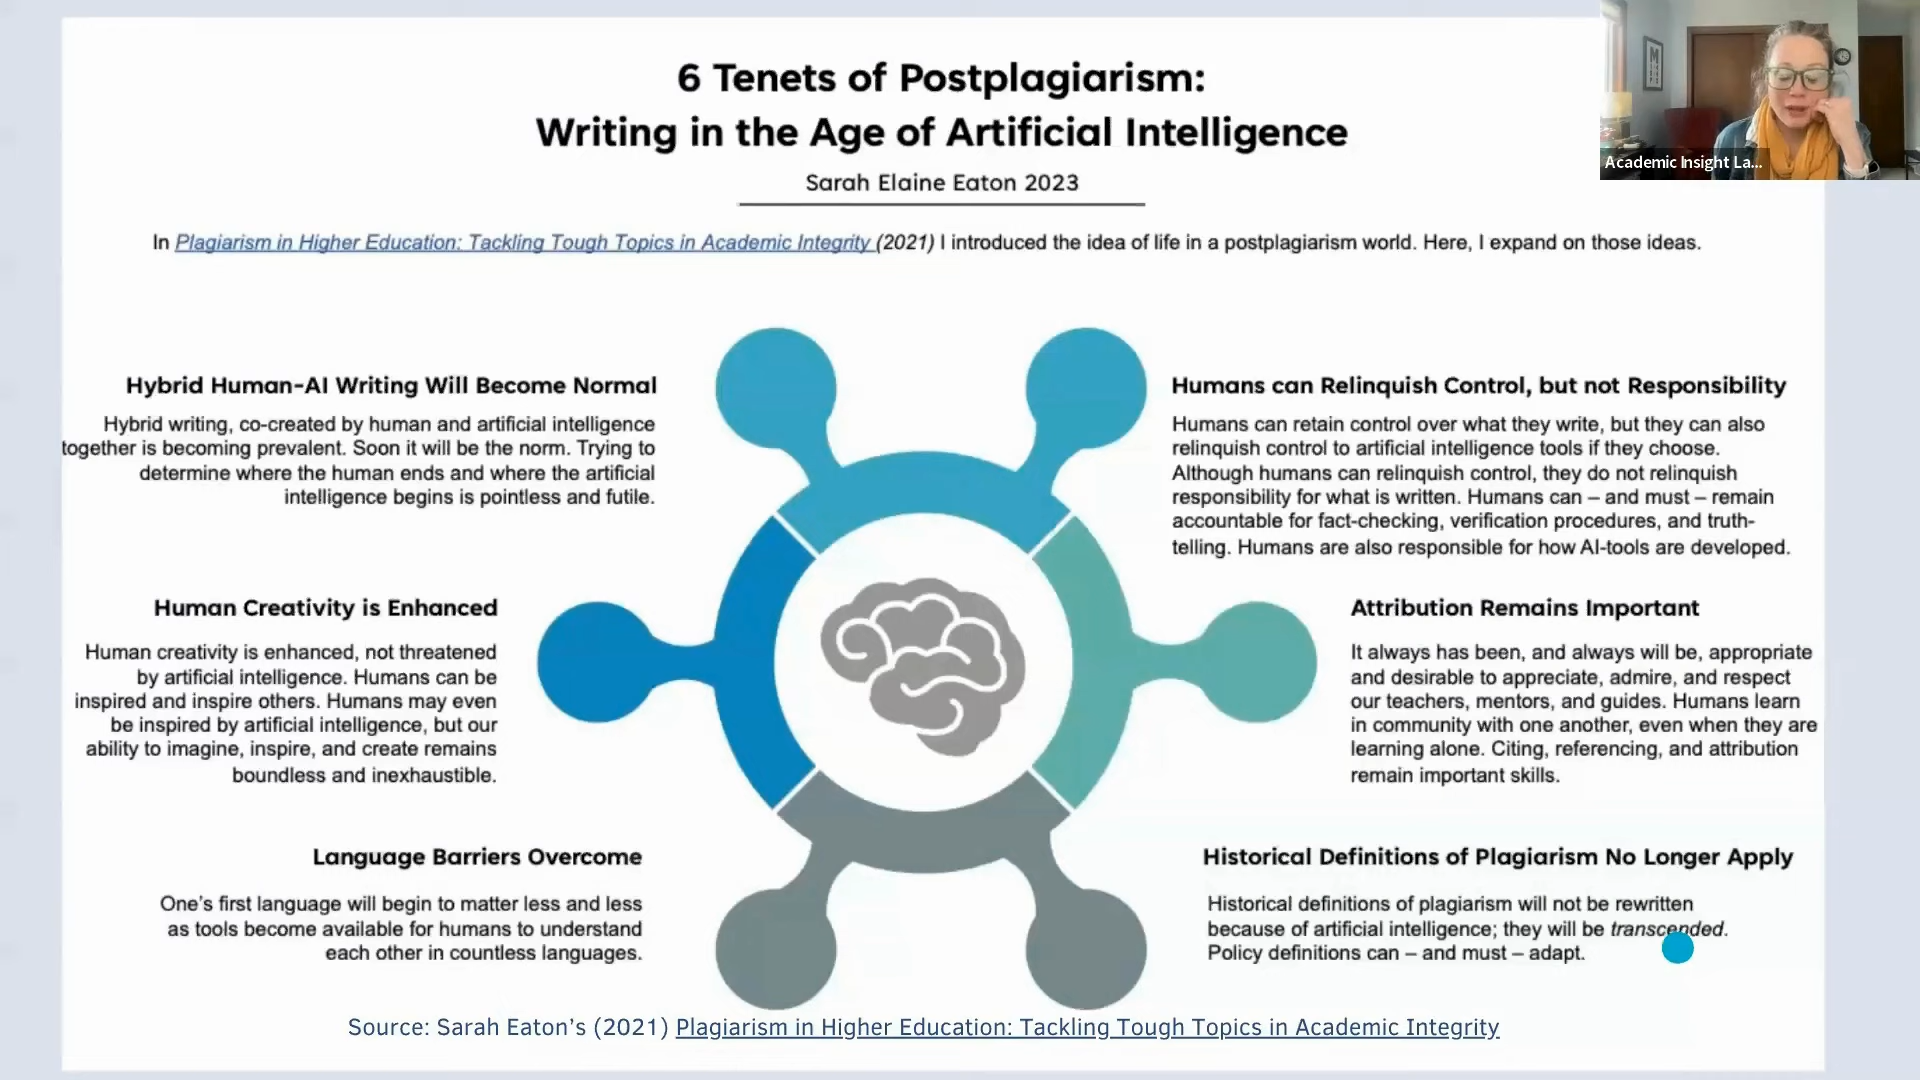 6 Tenets of Postplagiarism:
Writing in the Age of Artificial Intelligence
Sarah Elaine Eaton 2023
In Plagiarism in Higher Education: Tackling Tough Topics in Academic Integrity (2021) I introduced the idea of life in a postplagiarism world. Here, I expand on those ideas.
Academic Insight La...
Hybrid Human-AI Writing Will Become Normal
Hybrid writing, co-created by human and artificial intelligence
together is becoming prevalent. Soon it will be the norm. Trying to
determine where the human ends and where the artificial
intelligence begins is pointless and futile.
Humans can Relinquish Control, but not Responsibility
Humans can retain control over what they write, but they can also
relinquish control to artificial intelligence tools if they choose.
Although humans can relinquish control, they do not relinquish
responsibility for what is written. Humans can – and must – remain
accountable for fact-checking, verification procedures, and truth-
telling. Humans are also responsible for how AI-tools are developed.
Human Creativity is Enhanced
Human creativity is enhanced, not threatened
by artificial intelligence. Humans can be
inspired and inspire others. Humans may even
be inspired by artificial intelligence, but our
ability to imagine, inspire, and create remains
boundless and inexhaustible.
Attribution Remains Important
It always has been, and always will be, appropriate
and desirable to appreciate, admire, and respect
our teachers, mentors, and guides. Humans learn
in community with one another, even when they are
learning alone. Citing, referencing, and attribution
remain important skills.
Language Barriers Overcome
One's first language will begin to matter less and less
as tools become available for humans to understand
each other in countless languages.
Historical Definitions of Plagiarism No Longer Apply
Historical definitions of plagiarism will not be rewritten
because of artificial intelligence; they will be transcended.
Policy definitions can – and must – adapt.
Source: Sarah Eaton's (2021) Plagiarism in Higher Education: Tackling Tough Topics in Academic Integrity